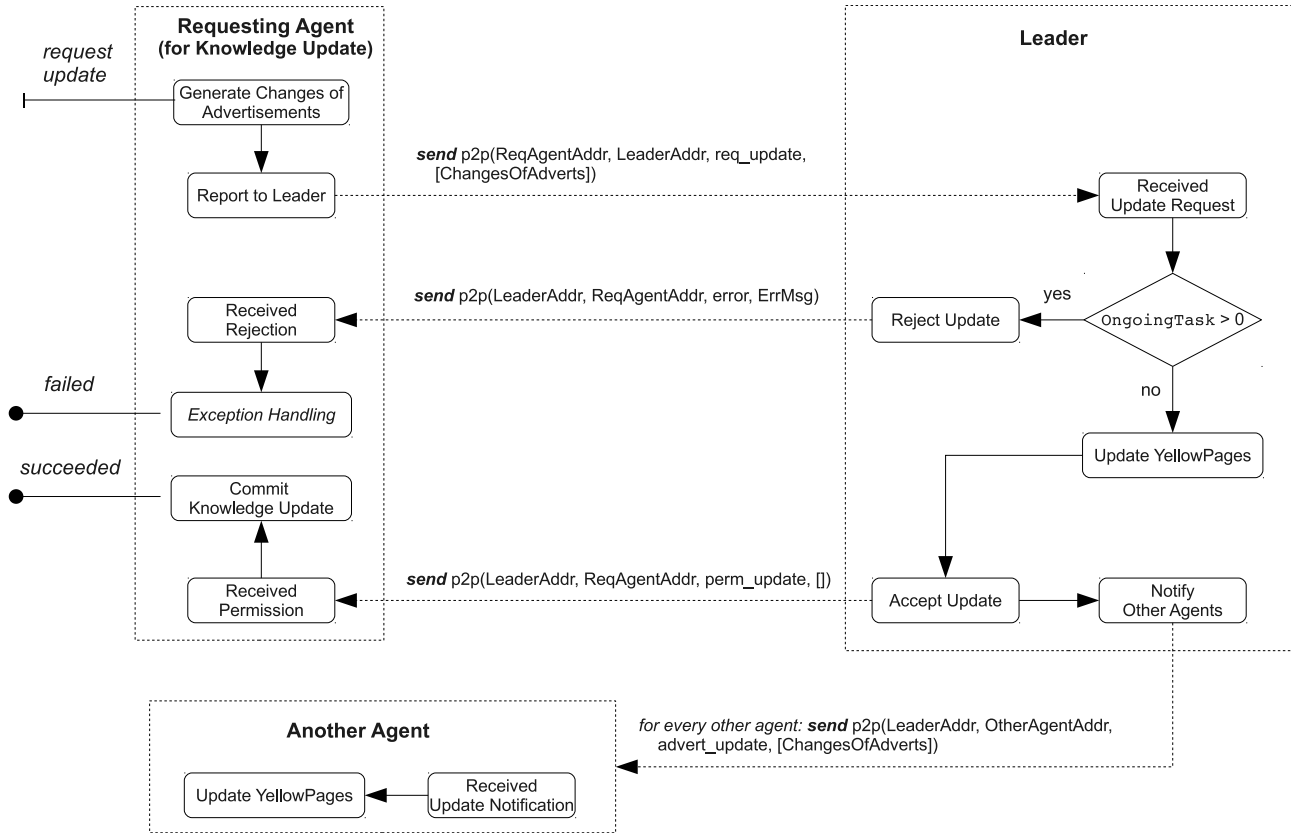 Requesting Agent
(for Knowledge Update)
Leader
request
update
Generate Changes of
Advertisements
send p2p(ReqAgentAddr, LeaderAddr, req_update,
[ChangesOfAdverts])
Report to Leader
Received
Update Request
send p2p(LeaderAddr, ReqAgentAddr, error, ErrMsg)
yes
Received
Rejection
Reject Update
OngoingTask > 0
failed
no
Exception Handling
succeeded
Update YellowPages
Commit
Knowledge Update
send p2p(LeaderAddr, ReqAgentAddr, perm_update, [])
Received
Permission
Accept Update
Notify
Other Agents
Another Agent
for every other agent: send p2p(LeaderAddr, OtherAgentAddr,
advert_update, [ChangesOfAdverts])
Update YellowPages
Received
Update Notification